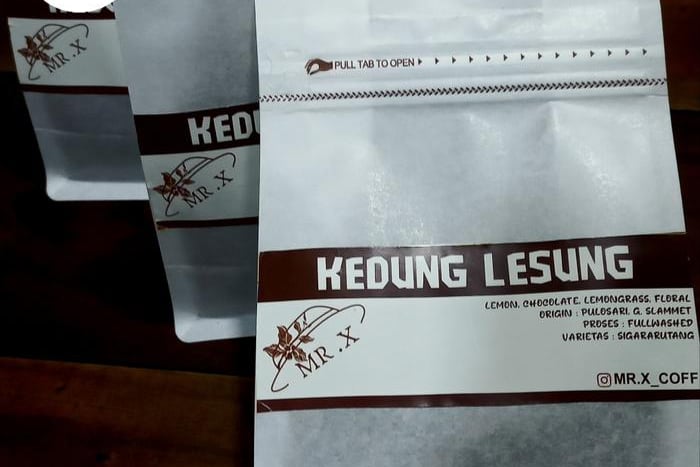 MR.X
KEDU
MR.X
PULL TAB TO OPEN
KEDUNG LESUNG
LEMON, CHOCOLATE, LEMONGRASS, FLORAL
ORIGIN : PULOSARI, G. SLAMMET
PROSES : FULLWASHED
VARIETAS : SIGARARUTANG
MR.X
MR.X_COFF